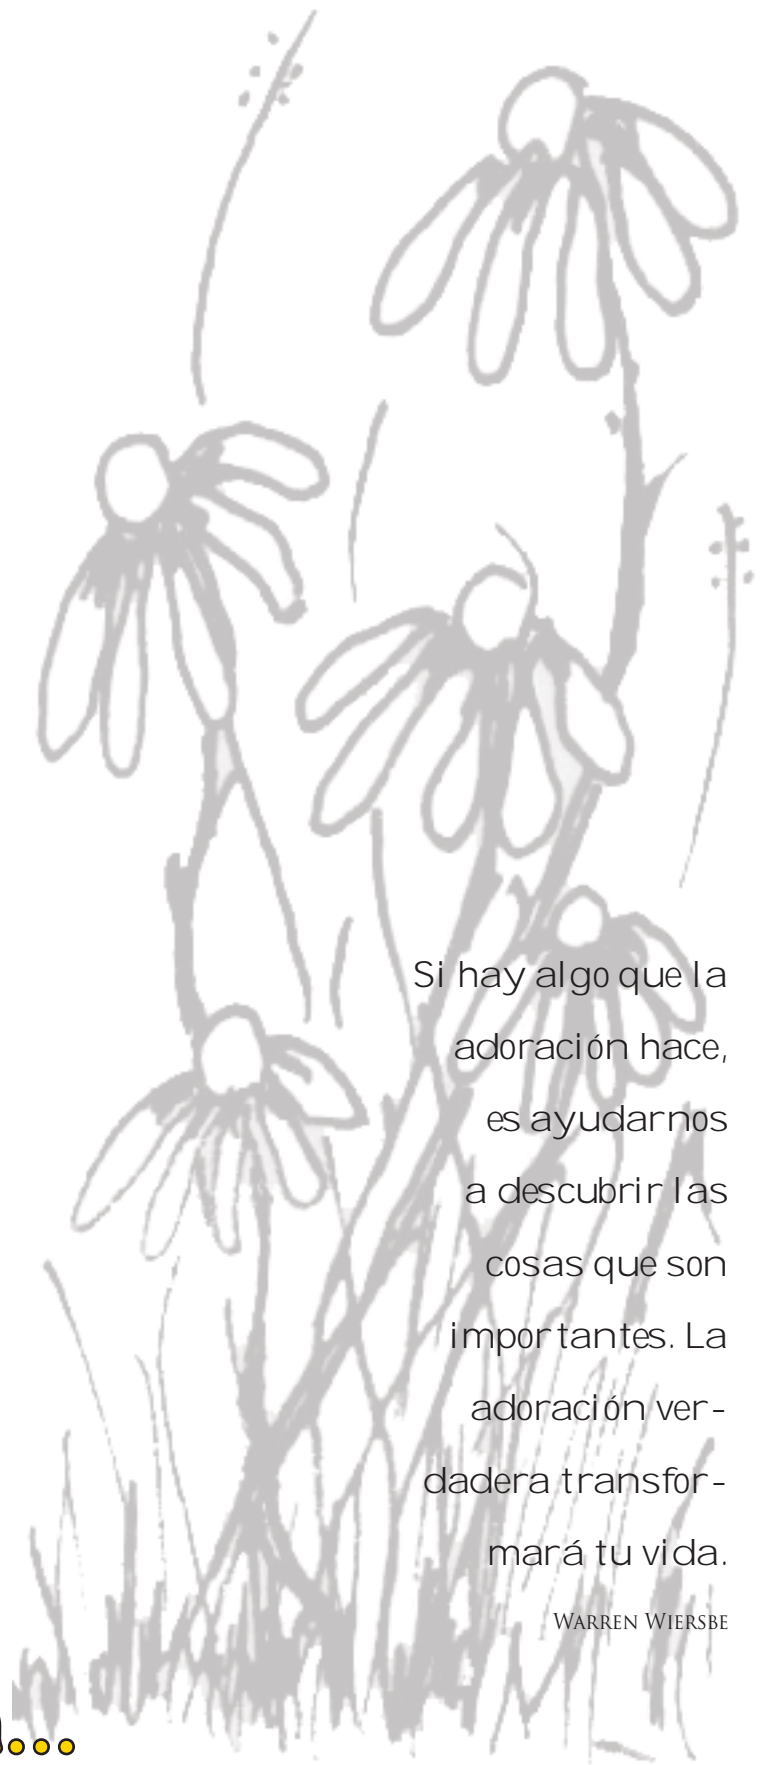 Si hay algo que la
adoración hace,
es ayudarnos
a descubrir las
cosas que son
importantes. La
adoración ver-
dadera transfor-
mará tu vida.
WARREN WIERSBE